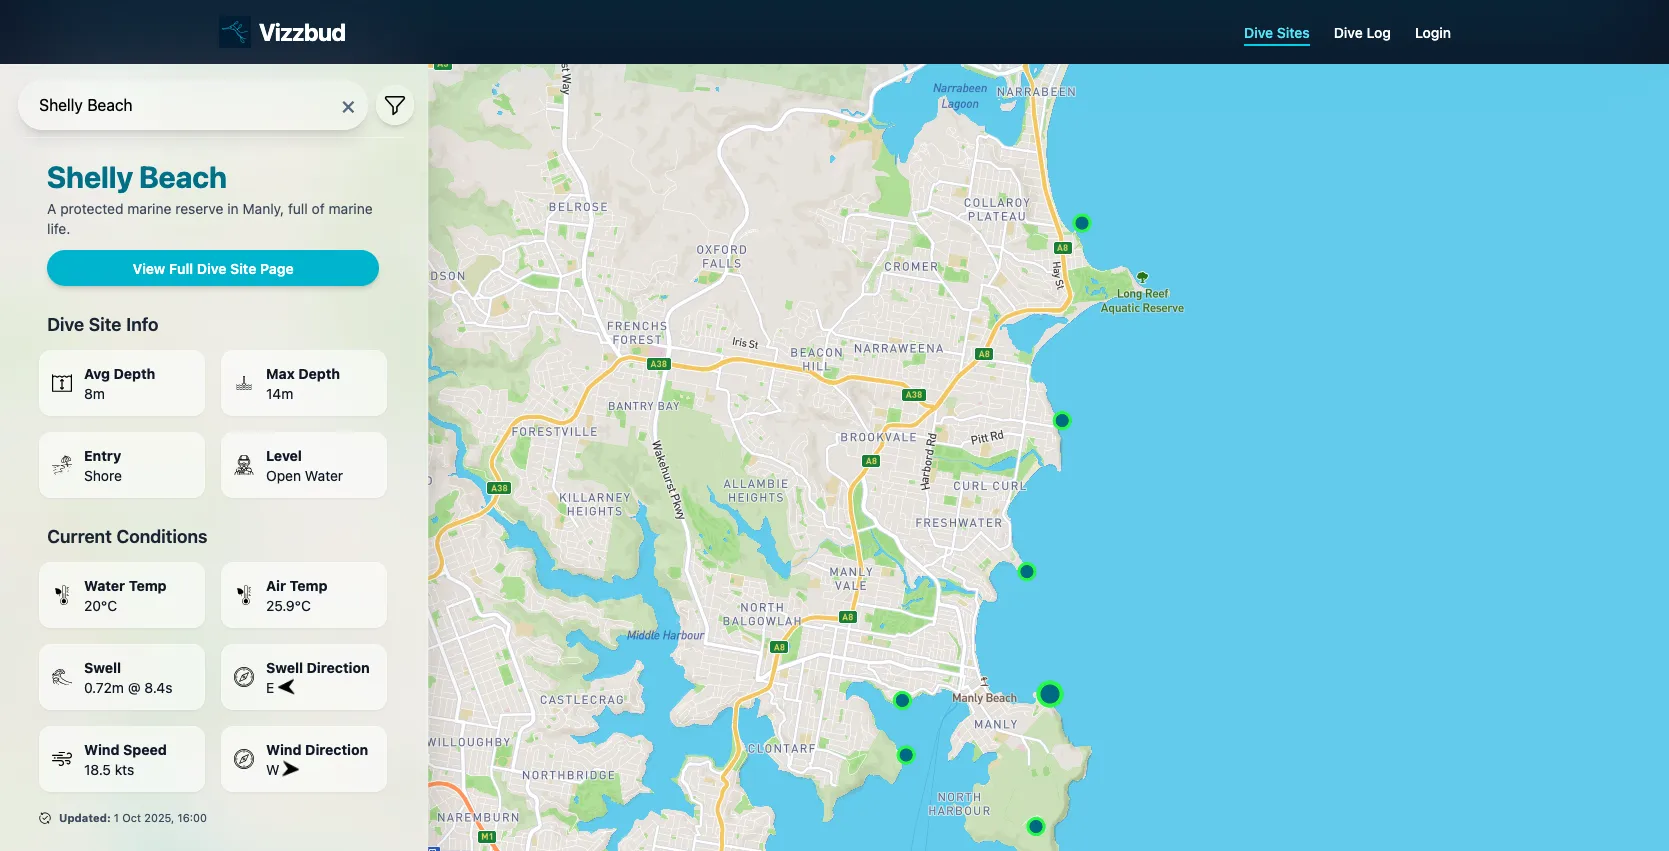 Vizzbud
Dive Sites
Dive Log
Login
Shelly Beach
Shelly Beach
A protected marine reserve in Manly, full of marine
life.
View Full Dive Site Page
Dive Site Info
Avg Depth
8m
Max Depth
14m
Entry
Shore
Level
Open Water
Current Conditions
Water Temp
20°C
Air Temp
25.9°C
Swell
0.72m @ 8.4s
Swell Direction
E
Wind Speed
18.5 kts
Wind Direction
W
Updated: 1 Oct 2025, 16:00
st Way
Narrabeen
Lagoon
NARRABEEN
BELROSE
COLLAROY
PLATEAU
OXFORD
FALLS
A8
Hay St
CROMER
DSON
Long Reef
Aquatic Reserve
FRENCHS
FOREST
Iris St
BEACON
HILL
NARRAWEENA
A8
A38
A38
BANTRY BAY
FORESTVILLE
BROOKVALE
Harbord Rd
Pitt Rd
Wakehurst Pkwy
A8
A38
ALLAMBIE
HEIGHTS
CURL CURL
KILLARNEY
HEIGHTS
FRESHWATER
MANLY
VALE
NORTH
BALGOWLAH
A8
Middle Harbour
A8
Manly Beach
CASTLECRAG
MANLY
WILLOUGHBY
CLONTARF
NORTHBRIDGE
NORTH
HARBOUR
NAREMBURN
M1